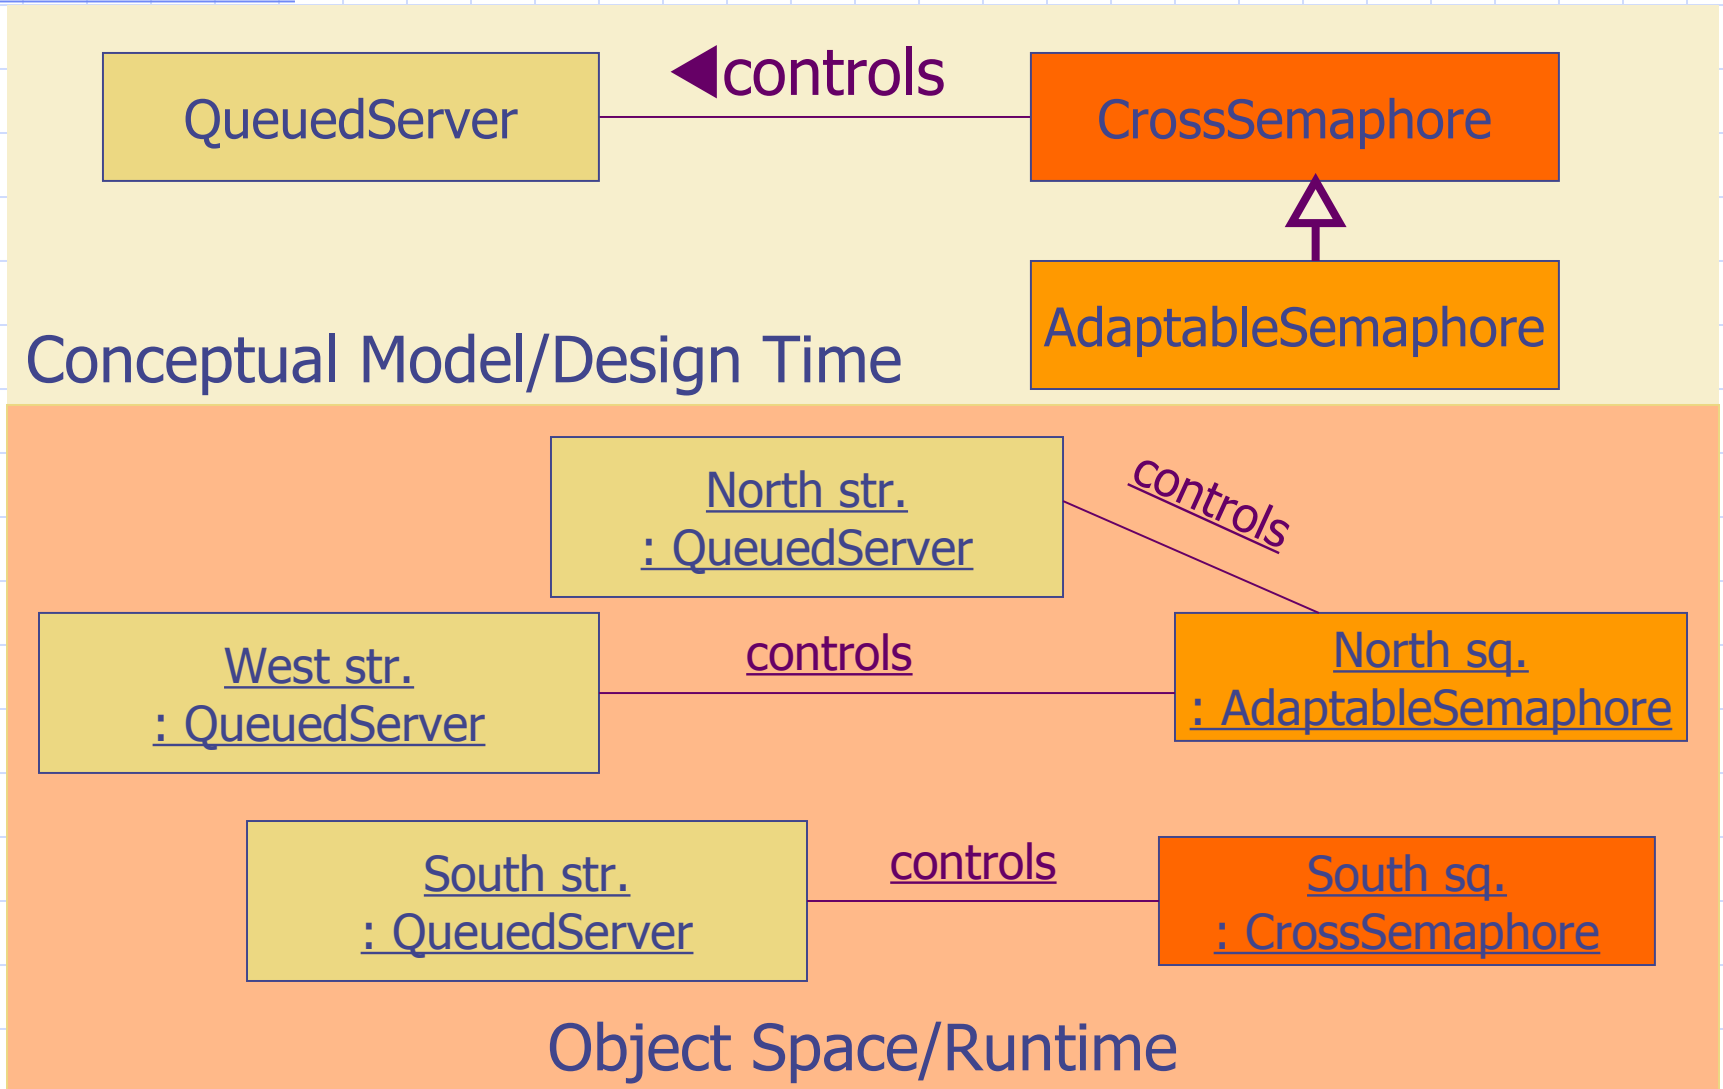 controls
QueuedServer
CrossSemaphore
AdaptableSemaphore
Conceptual Model/Design Time
North str.
: QueuedServer
controls
West str.
: QueuedServer
controls
North sq.
: AdaptableSemaphore
South str.
: QueuedServer
controls
South sq.
: CrossSemaphore
Object Space/Runtime